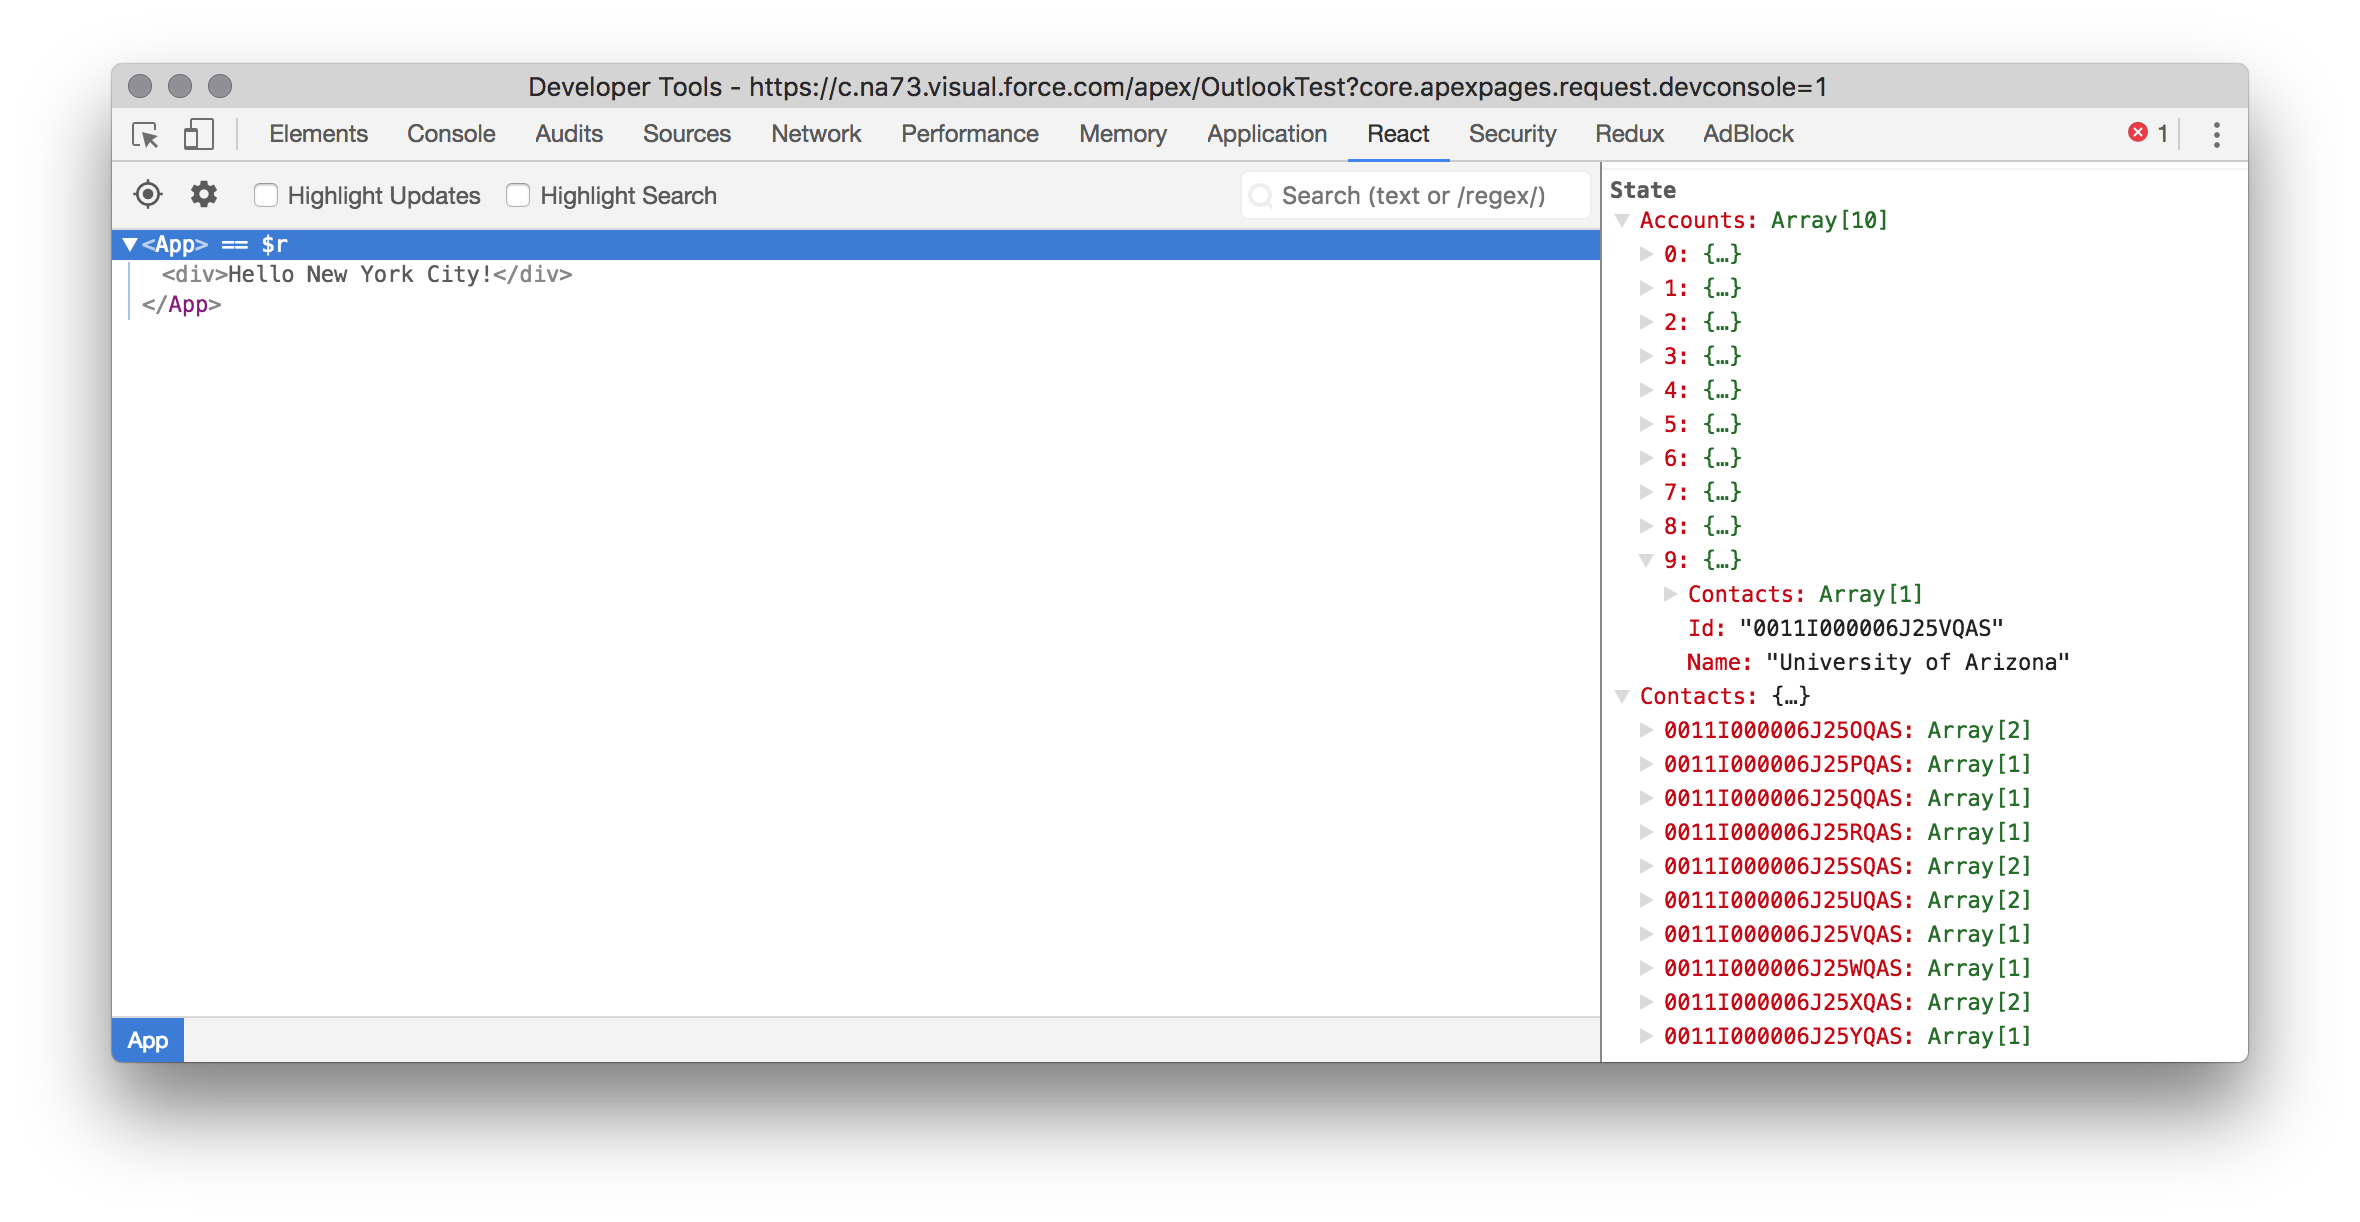 Developer Tools - https://c.na73.visual.force.com/apex/OutlookTest?core.apexpages.request.devconsole=1
Elements Console Audits Sources Network Performance Memory Application React Security Redux AdBlock 1
Highlight Updates Highlight Search Search (text or /regex/)
<App> == $r
<div>Hello New York City!</div>
</App>
App
State
Accounts: Array[10]
0: {…}
1: {…}
2: {…}
3: {…}
4: {…}
5: {…}
6: {…}
7: {…}
8: {…}
9: {…}
Contacts: Array[1]
Id: "0011I000006J25VQAS"
Name: "University of Arizona"
Contacts: {…}
0011I000006J25OQAS: Array[2]
0011I000006J25PQAS: Array[1]
0011I000006J25QQAS: Array[1]
0011I000006J25RQAS: Array[1]
0011I000006J25SQAS: Array[2]
0011I000006J25UQAS: Array[2]
0011I000006J25VQAS: Array[1]
0011I000006J25WQAS: Array[1]
0011I000006J25XQAS: Array[2]
0011I000006J25YQAS: Array[1]